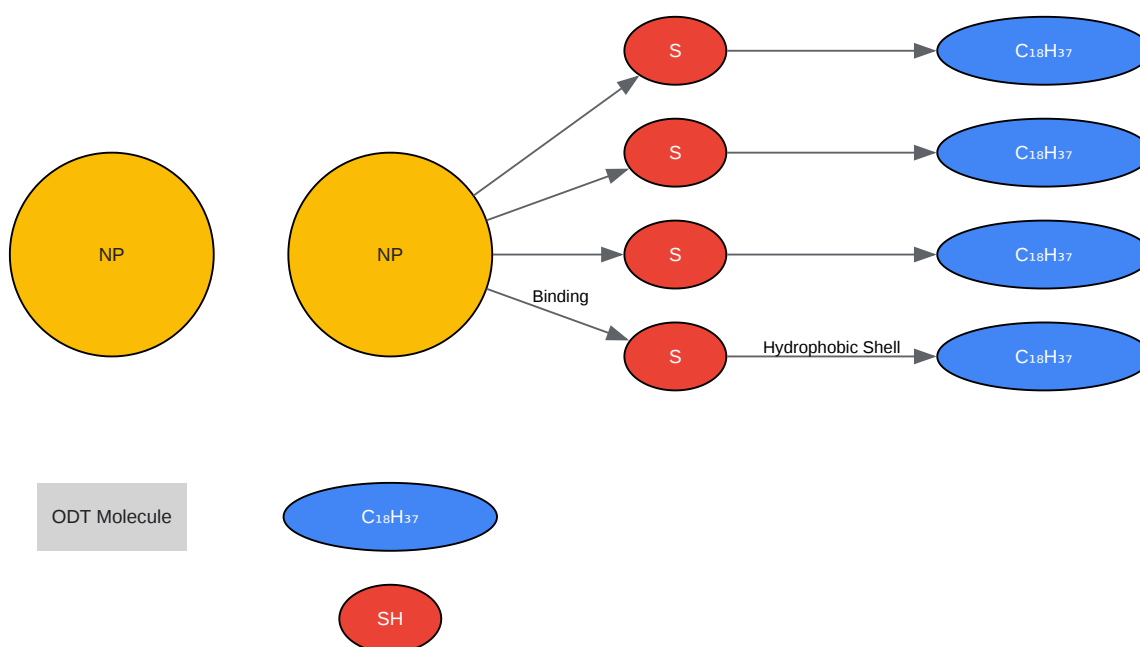 S
C₁₈H₃₇
S
C₁₈H₃₇
NP
NP
S
C₁₈H₃₇
Binding
S
Hydrophobic Shell
C₁₈H₃₇
ODT Molecule
C₁₈H₃₇
SH